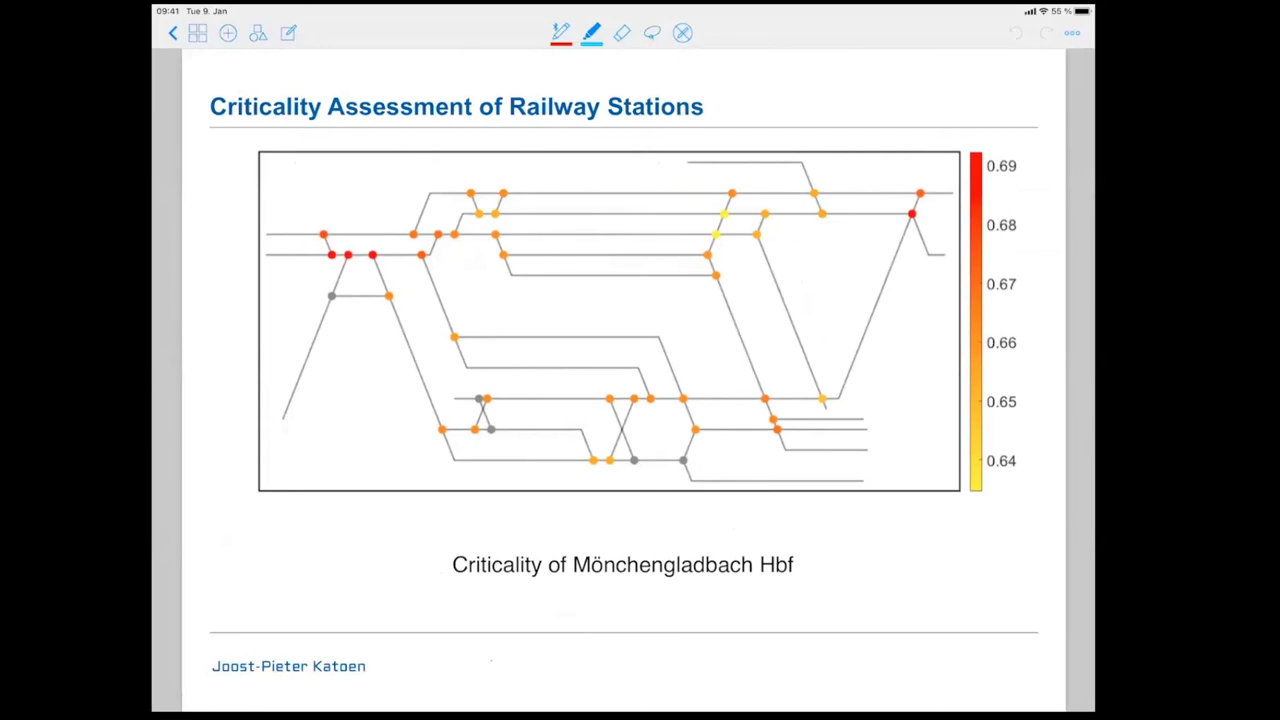 09:41 Tue 9. Jan
55 %
Criticality Assessment of Railway Stations
0.69
0.68
0.67
0.66
0.65
0.64
Criticality of Mönchengladbach Hbf
Joost-Pieter Katoen